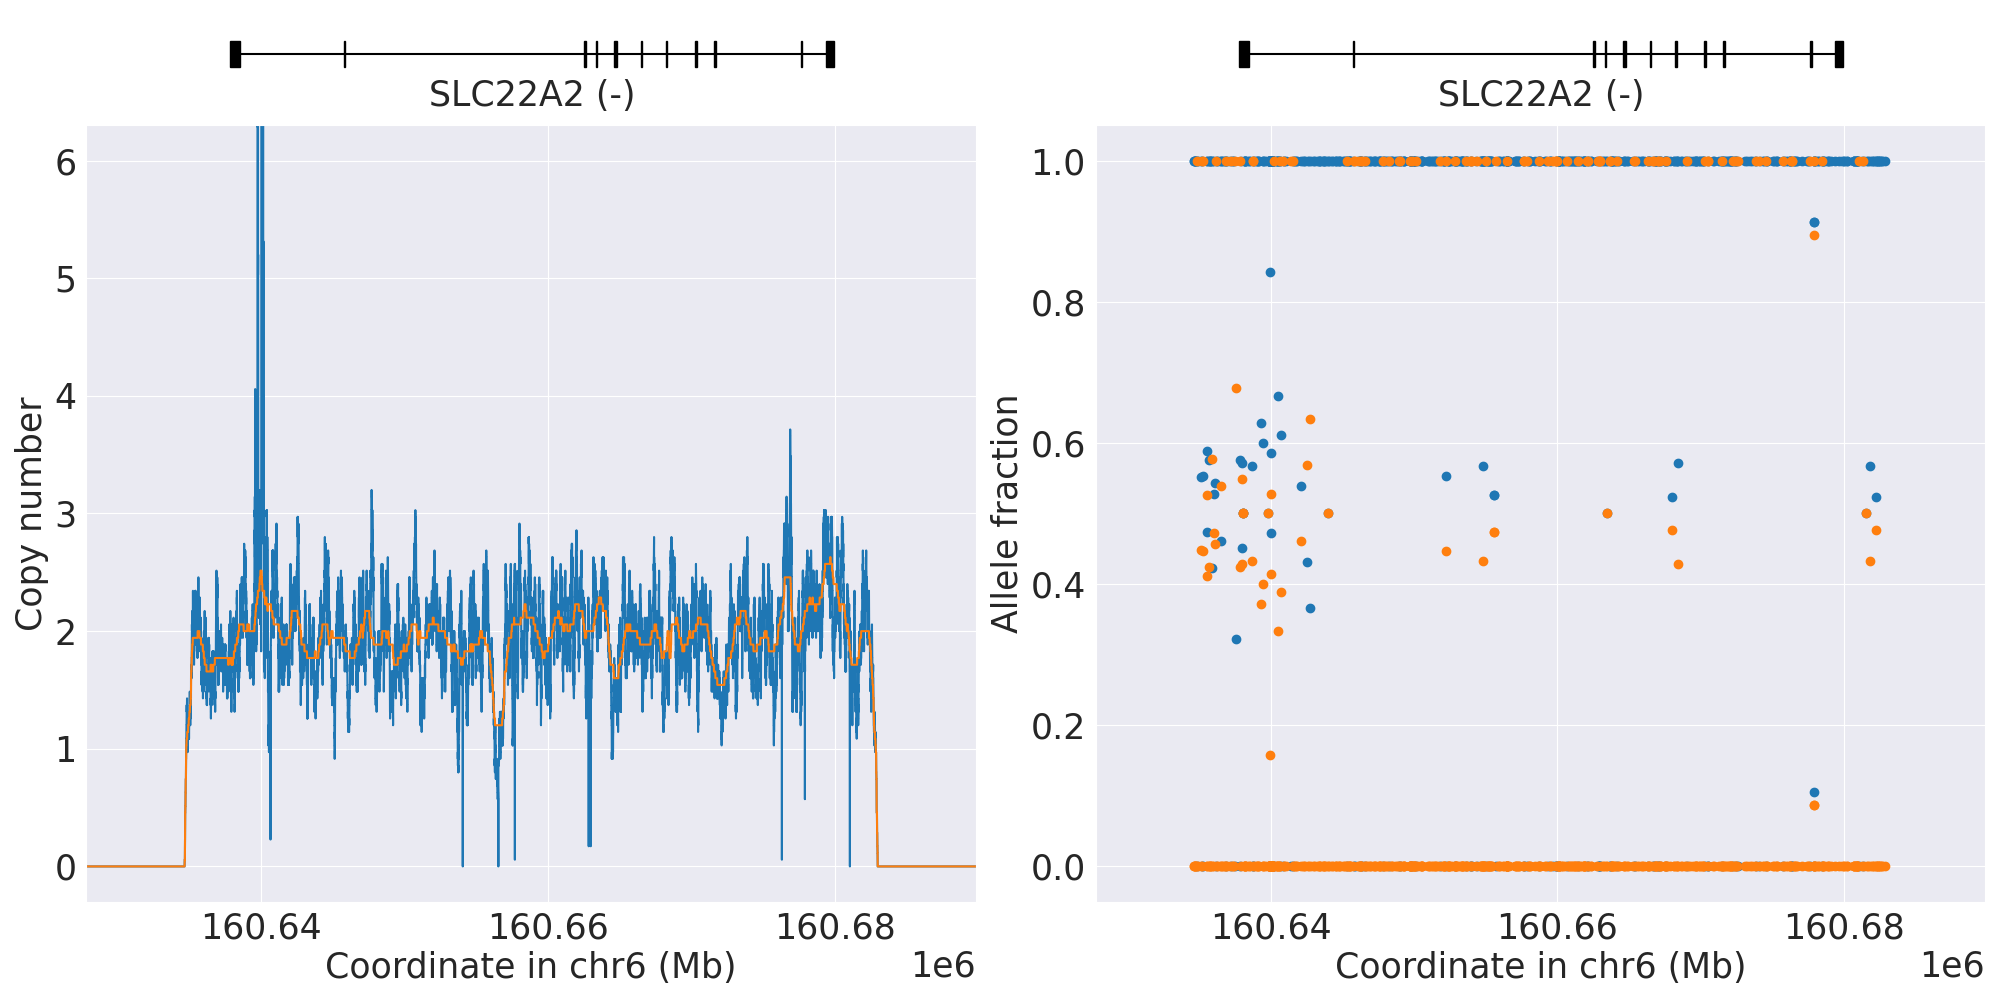 SLC22A2 (-)
Copy number
6
5
4
3
2
1
0
160.64
160.66
160.68
Coordinate in chr6 (Mb)
1e6
SLC22A2 (-)
Allele fraction
1.0
0.8
0.6
0.4
0.2
0.0
160.64
160.66
160.68
Coordinate in chr6 (Mb)
1e6